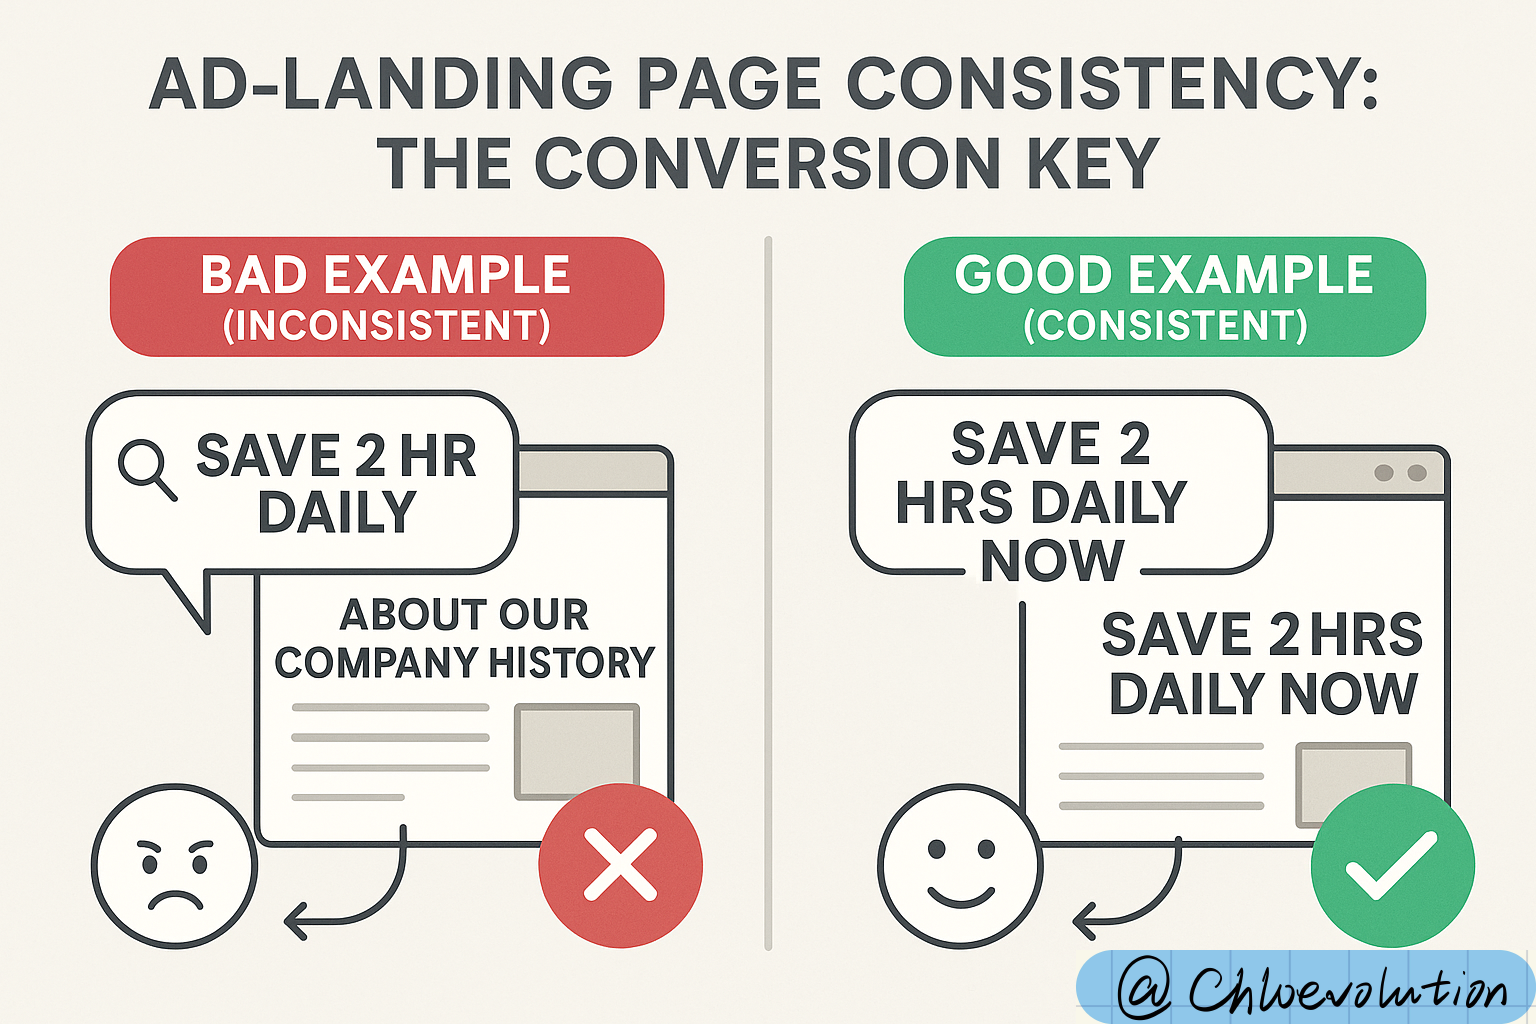 AD-LANDING PAGE CONSISTENCY:
THE CONVERSION KEY
BAD EXAMPLE
(INCONSISTENT)
SAVE 2 HR
DAILY
ABOUT OUR
COMPANY HISTORY
GOOD EXAMPLE
(CONSISTENT)
SAVE 2
HRS DAILY
NOW
SAVE 2 HRS
DAILY NOW
@ Chloevolution